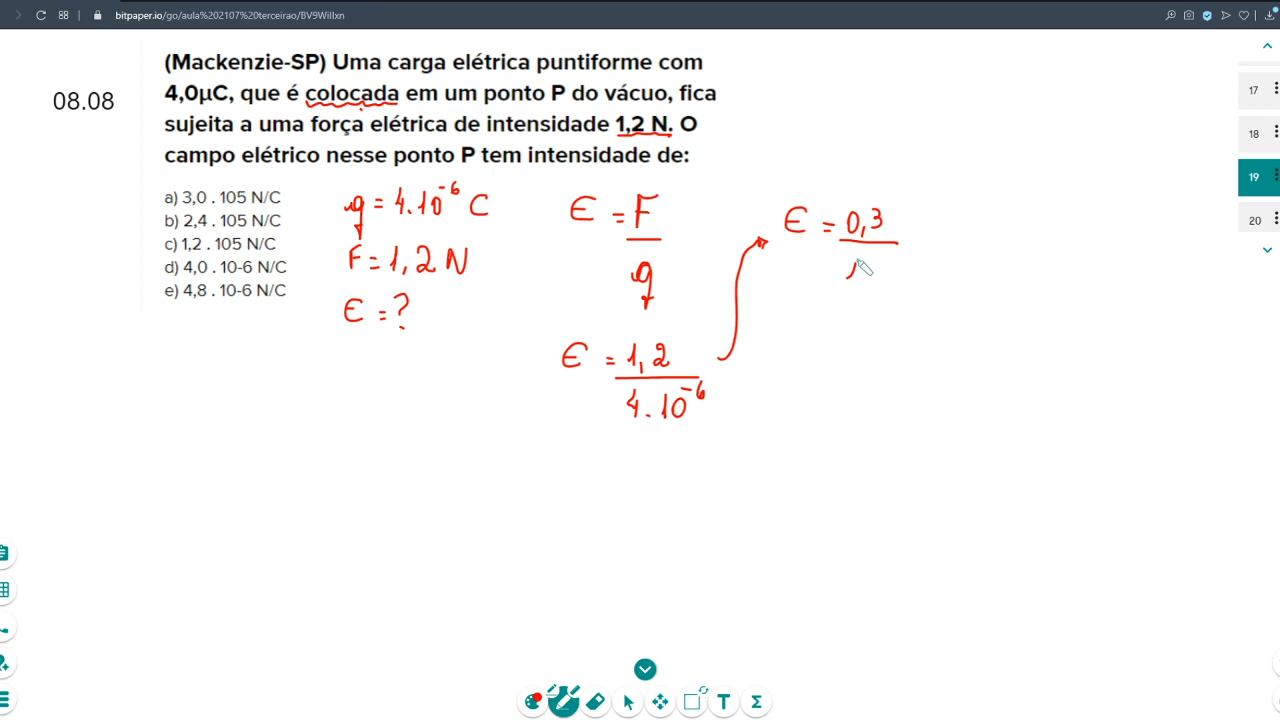 bitpaper.io/go/aula%202107%20terceirao/BV9WiIlxn
08.08
(Mackenzie-SP) Uma carga elétrica puntiforme com
4,0μC, que é colocada em um ponto P do vácuo, fica
sujeita a uma força elétrica de intensidade 1,2 N. O
campo elétrico nesse ponto P tem intensidade de:
a) 3,0 . 105 N/C
b) 2,4 . 105 N/C
c) 1,2 . 105 N/C
d) 4,0 . 10-6 N/C
e) 4,8 . 10-6 N/C
q = 4.10⁻⁶ C
F = 1,2 N
E = ?
E = F
q
E = 1,2
4.10⁻⁶
E = 0,3
17
18
19
20
T
Σ